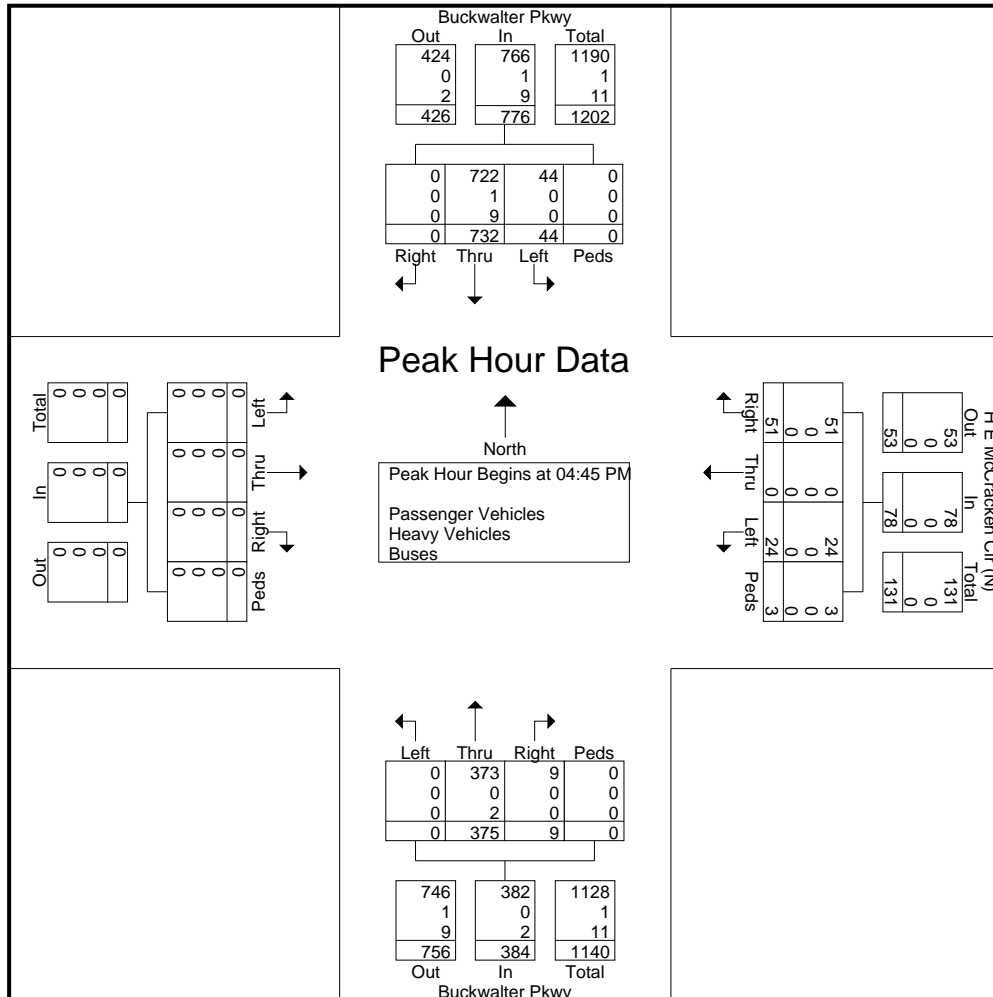 Buckwalter Pkwy
Out In Total
424 766 1190
0 1 1
2 9 11
426 776 1202
0 722 44 0
0 1 0 0
0 9 0 0
0 732 44 0
Right Thru Left Peds
Peak Hour Data
North
Peak Hour Begins at 04:45 PM
Passenger Vehicles
Heavy Vehicles
Buses
Total In Out
0 0 0 0
0 0 0 0
0 0 0 0
Left Thru Right Peds
0 0 0 0
0 0 0 0
0 0 0 0
0 0 0 0
Right Thru Left Peds
51 0 24 3
0 0 0 0
0 0 0 0
51 0 24 3
H E McCracken Cir (N)
Out In Total
53 78 131
0 0 0
0 0 0
53 78 131
Left Thru Right Peds
0 373 9 0
0 0 0 0
0 2 0 0
0 375 9 0
746 382 1128
1 0 1
9 2 11
756 384 1140
Out In Total
Buckwalter Pkwy